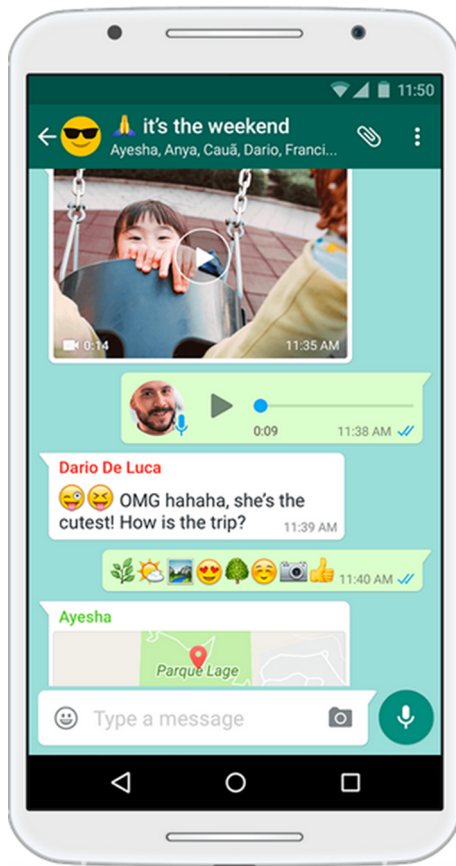 11:50
🙏 it's the weekend
Ayesha, Anya, Cauã, Dario, Franci...
0:14
11:35 AM
0:09
11:38 AM
Dario De Luca
😜😝 OMG hahaha, she's the
cutest! How is the trip?
11:39 AM
🌿🌤🏞😍🌳☺📷👍 11:40 AM
Ayesha
Parque Lage
Type a message